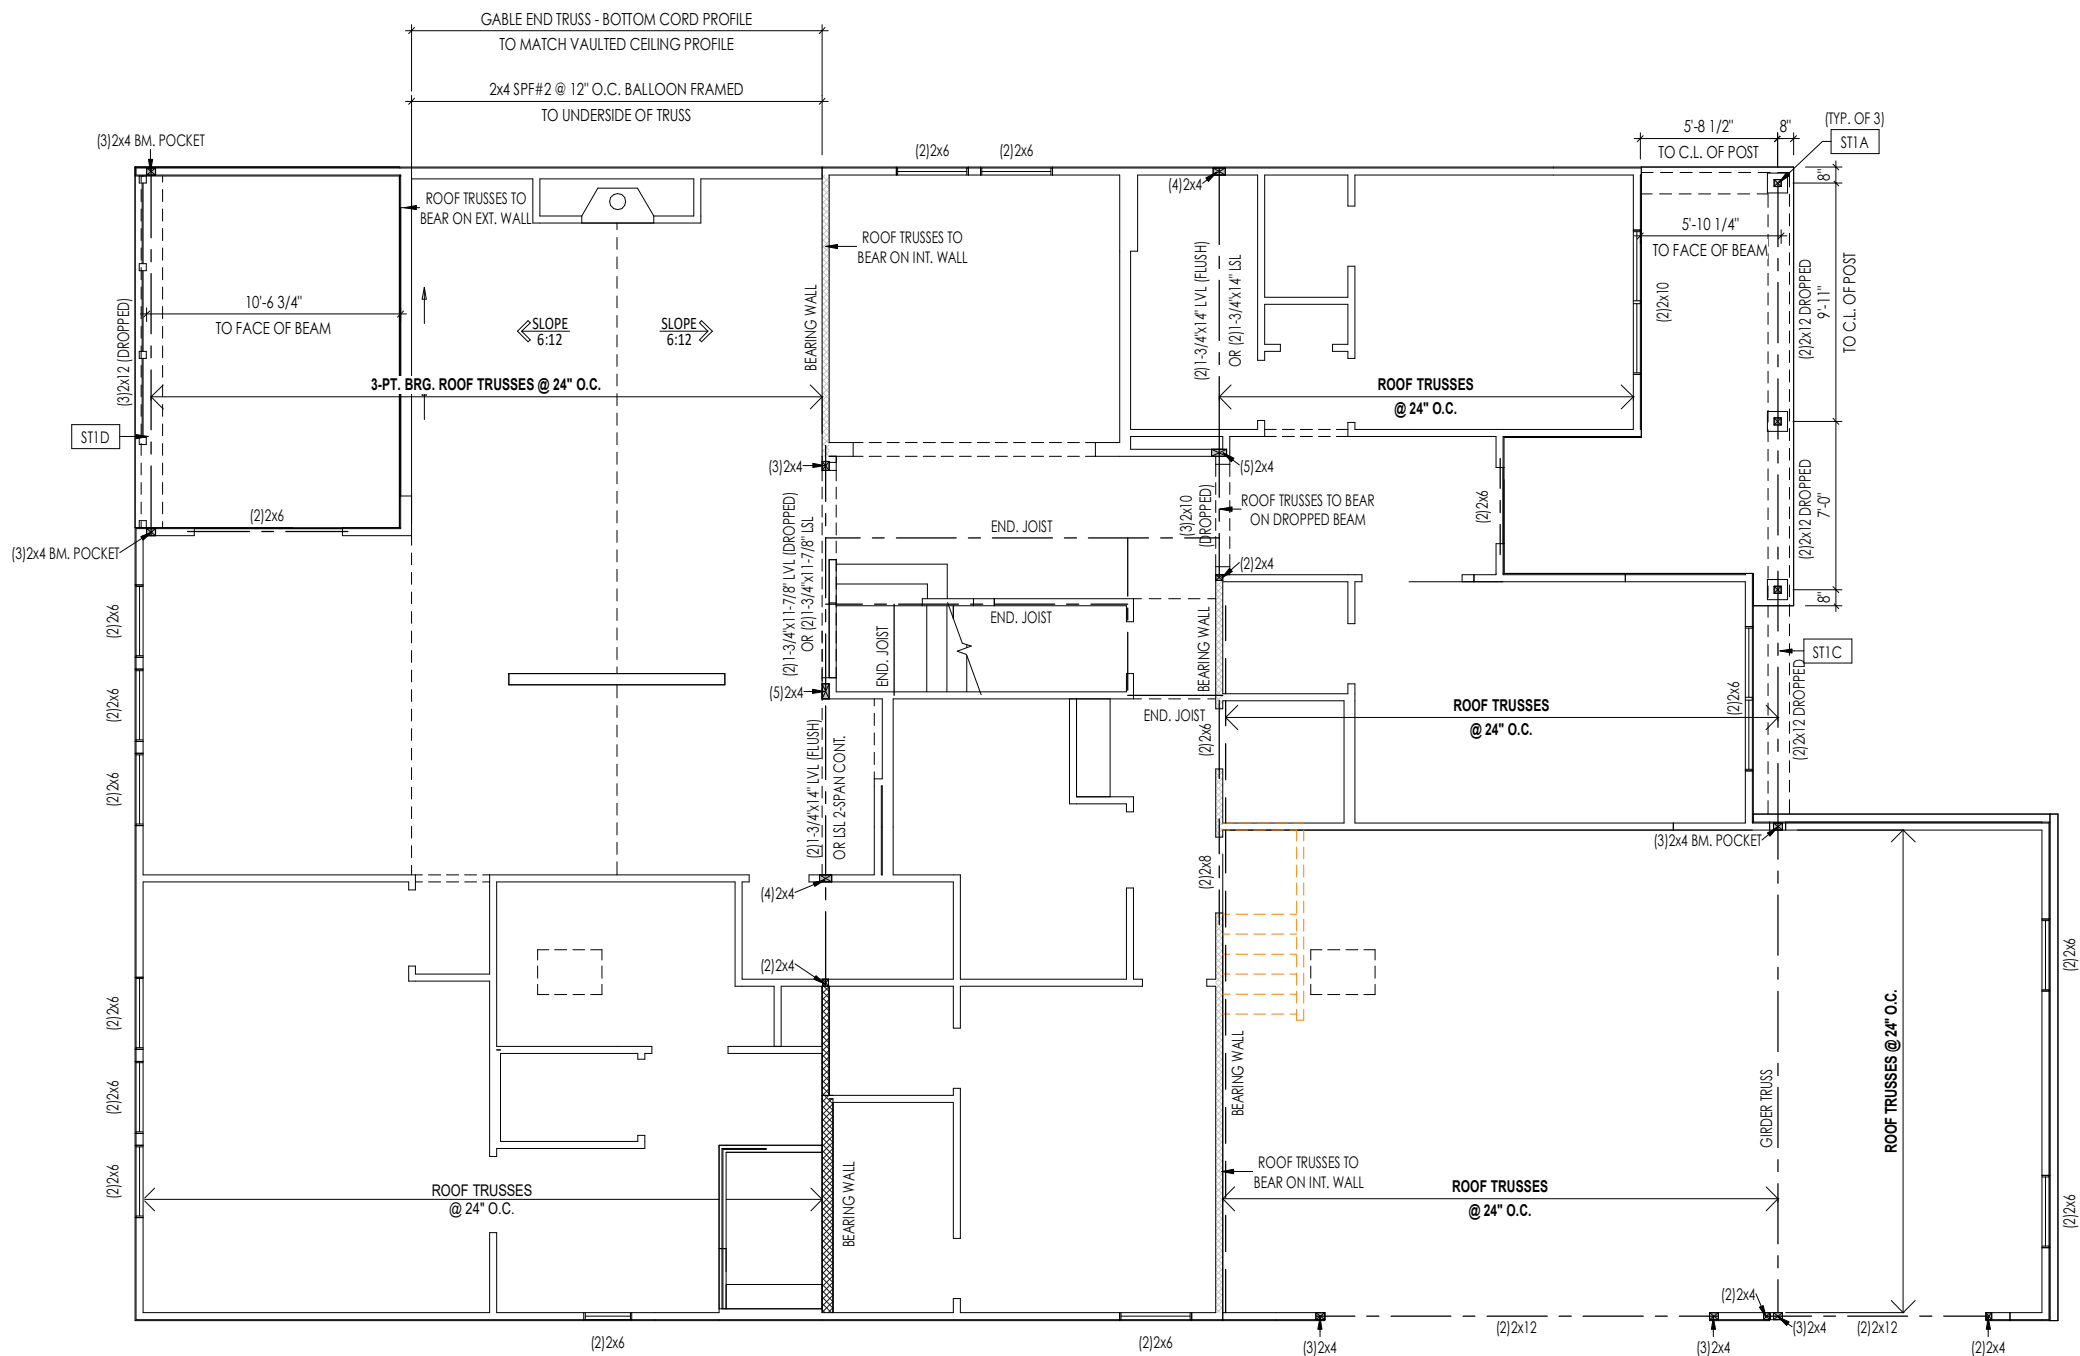 GABLE END TRUSS - BOTTOM CORD PROFILE
TO MATCH VAULTED CEILING PROFILE
2x4 SPF#2 @ 12" O.C. BALLOON FRAMED
TO UNDERSIDE OF TRUSS
(3)2x4 BM. POCKET
(2)2x6
(2)2x6
5'-8 1/2"
8"
TO C.L. OF POST
(TYP. OF 3)
ST1A
8"
(4)2x4
ROOF TRUSSES TO
BEAR ON EXT. WALL
ROOF TRUSSES TO
BEAR ON INT. WALL
5'-10 1/4"
TO FACE OF BEAM
10'-6 3/4"
TO FACE OF BEAM
(3)2x12 (DROPPED)
SLOPE
6:12
SLOPE
6:12
BEARING WALL
(2)1-3/4"x14" LVL (FLUSH)
OR (2)1-3/4"x14" LSL
(2)2x10
(2)2x12 DROPPED
9'-11"
TO C.L. OF POST
3-PT. BRG. ROOF TRUSSES @ 24" O.C.
ROOF TRUSSES
@ 24" O.C.
ST1D
(3)2x4
(5)2x4
(2)2x6
(3)2x4 BM. POCKET
(2)1-3/4"x11-7/8" LVL (DROPPED)
OR (2)1-3/4"x11-7/8" LSL
END. JOIST
(3)2x10
(DROPPED)
ROOF TRUSSES TO BEAR
ON DROPPED BEAM
(2)2x6
(2)2x12 DROPPED
7'-0"
(2)2x4
8"
(2)2x6
END. JOIST
END. JOIST
BEARING WALL
ST1C
(2)2x6
(5)2x4
END. JOIST
(2)2x6
ROOF TRUSSES
@ 24" O.C.
(2)2x6
(2)2x12 DROPPED
(2)2x6
(2)1-3/4"x14" LVL (FLUSH)
OR LSL 2-SPAN CONT.
(3)2x4 BM. POCKET
(4)2x4
(2)2x8
(2)2x4
(2)2x6
(2)2x6
(2)2x6
(2)2x6
BEARING WALL
GIRDER TRUSS
ROOF TRUSSES @ 24" O.C.
ROOF TRUSSES
@ 24" O.C.
BEARING WALL
ROOF TRUSSES TO
BEAR ON INT. WALL
ROOF TRUSSES
@ 24" O.C.
(2)2x6
(2)2x6
(2)2x6
(3)2x4
(2)2x12
(2)2x4
(3)2x4
(3)2x4
(2)2x12
(2)2x4